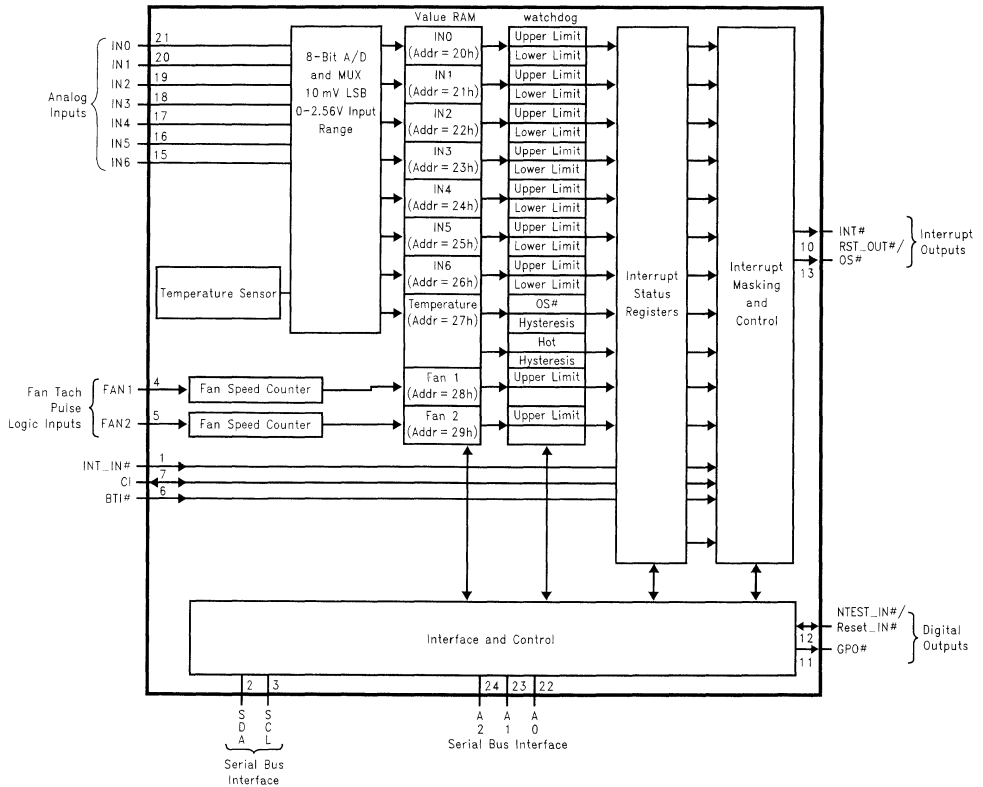 Value RAM
watchdog
Analog
Inputs
IN0
21
IN1
20
IN2
19
IN3
18
IN4
17
IN5
16
IN6
15
8-Bit A/D
and MUX
10 mV LSB
0-2.56V Input
Range
Temperature Sensor
IN0
(Addr = 20h)
IN1
(Addr = 21h)
IN2
(Addr = 22h)
IN3
(Addr = 23h)
IN4
(Addr = 24h)
IN5
(Addr = 25h)
IN6
(Addr = 26h)
Temperature
(Addr = 27h)
Fan 1
(Addr = 28h)
Fan 2
(Addr = 29h)
Upper Limit
Lower Limit
Upper Limit
Lower Limit
Upper Limit
Lower Limit
Upper Limit
Lower Limit
Upper Limit
Lower Limit
Upper Limit
Lower Limit
Upper Limit
Lower Limit
OS#
Hysteresis
Hot
Hysteresis
Upper Limit
Upper Limit
Interrupt
Status
Registers
Interrupt
Masking
and
Control
INT#
10
RST_OUT#/
OS#
13
Interrupt
Outputs
Fan Tach
Pulse
Logic Inputs
FAN1
4
FAN2
5
Fan Speed Counter
Fan Speed Counter
INT_IN#
1
CI
7
BTI#
6
Interface and Control
NTEST_IN#/
Reset_IN#
12
GPO#
11
Digital
Outputs
2
3
24
23
22
SDA
SCL
A2
A1
A0
Serial Bus Interface
Serial Bus
Interface